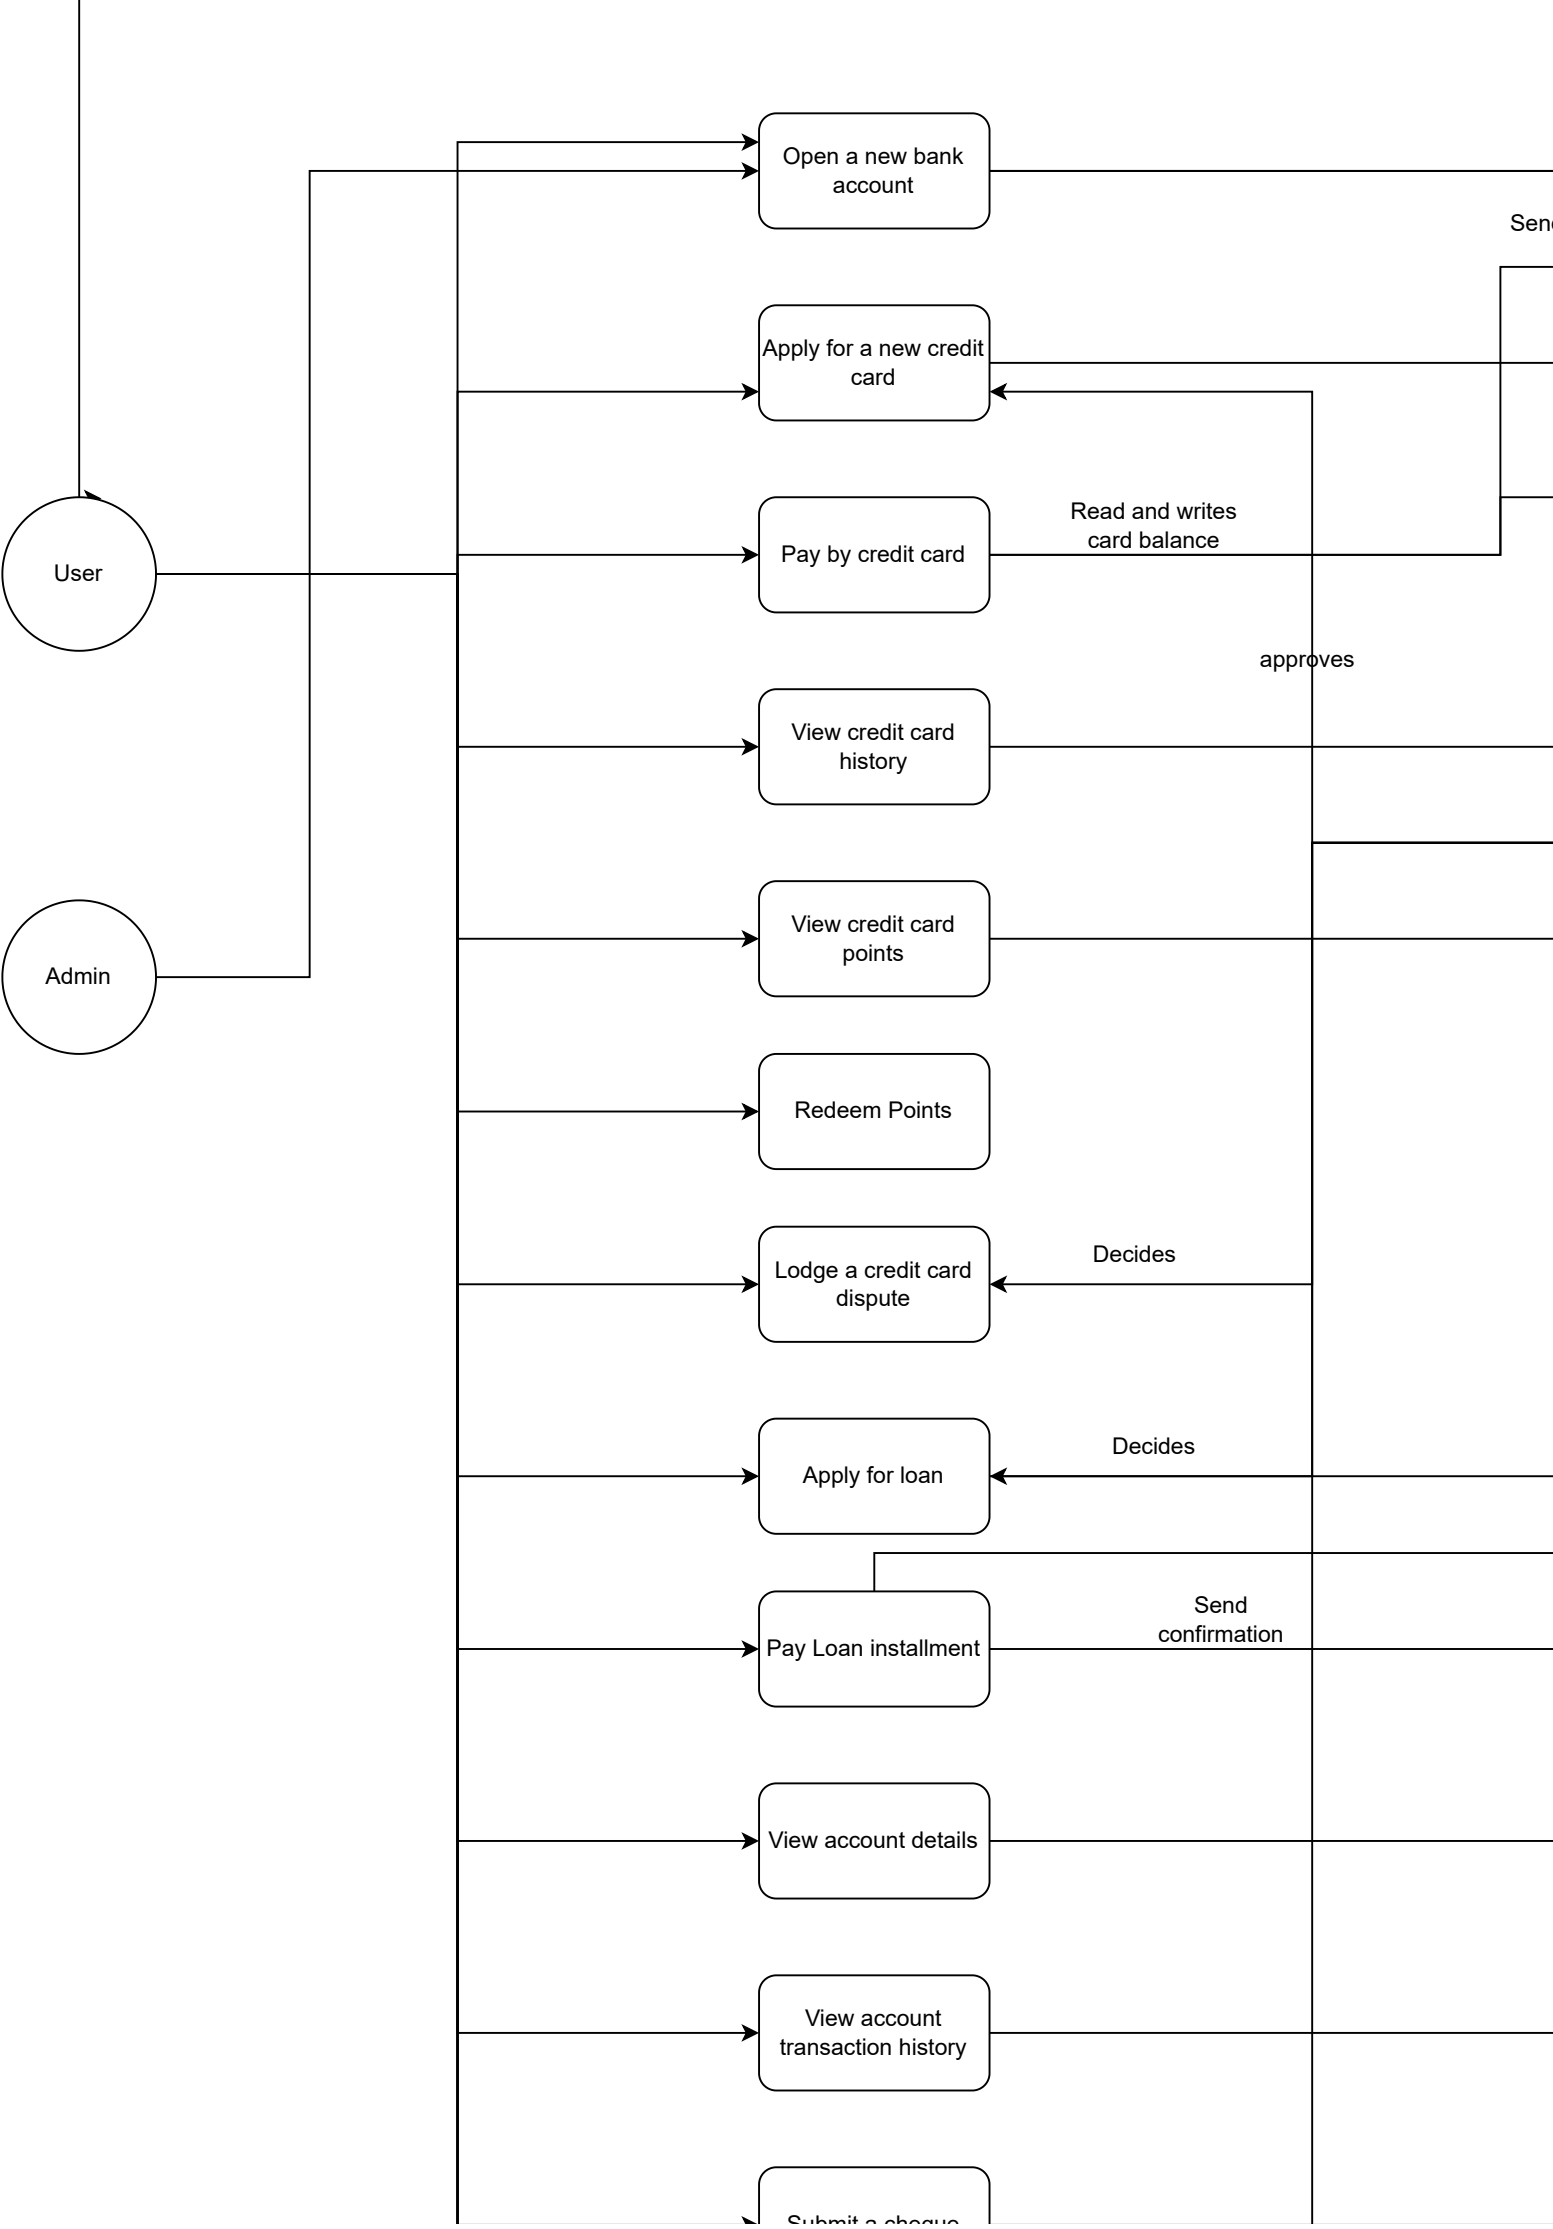 Open a new bank
account
Apply for a new credit
card
Read and writes
card balance
User
Pay by credit card
approves
View credit card
history
View credit card
points
Admin
Redeem Points
Decides
Lodge a credit card
dispute
Decides
Apply for loan
Send
confirmation
Pay Loan installment
View account details
View account
transaction history
Submit a cheque